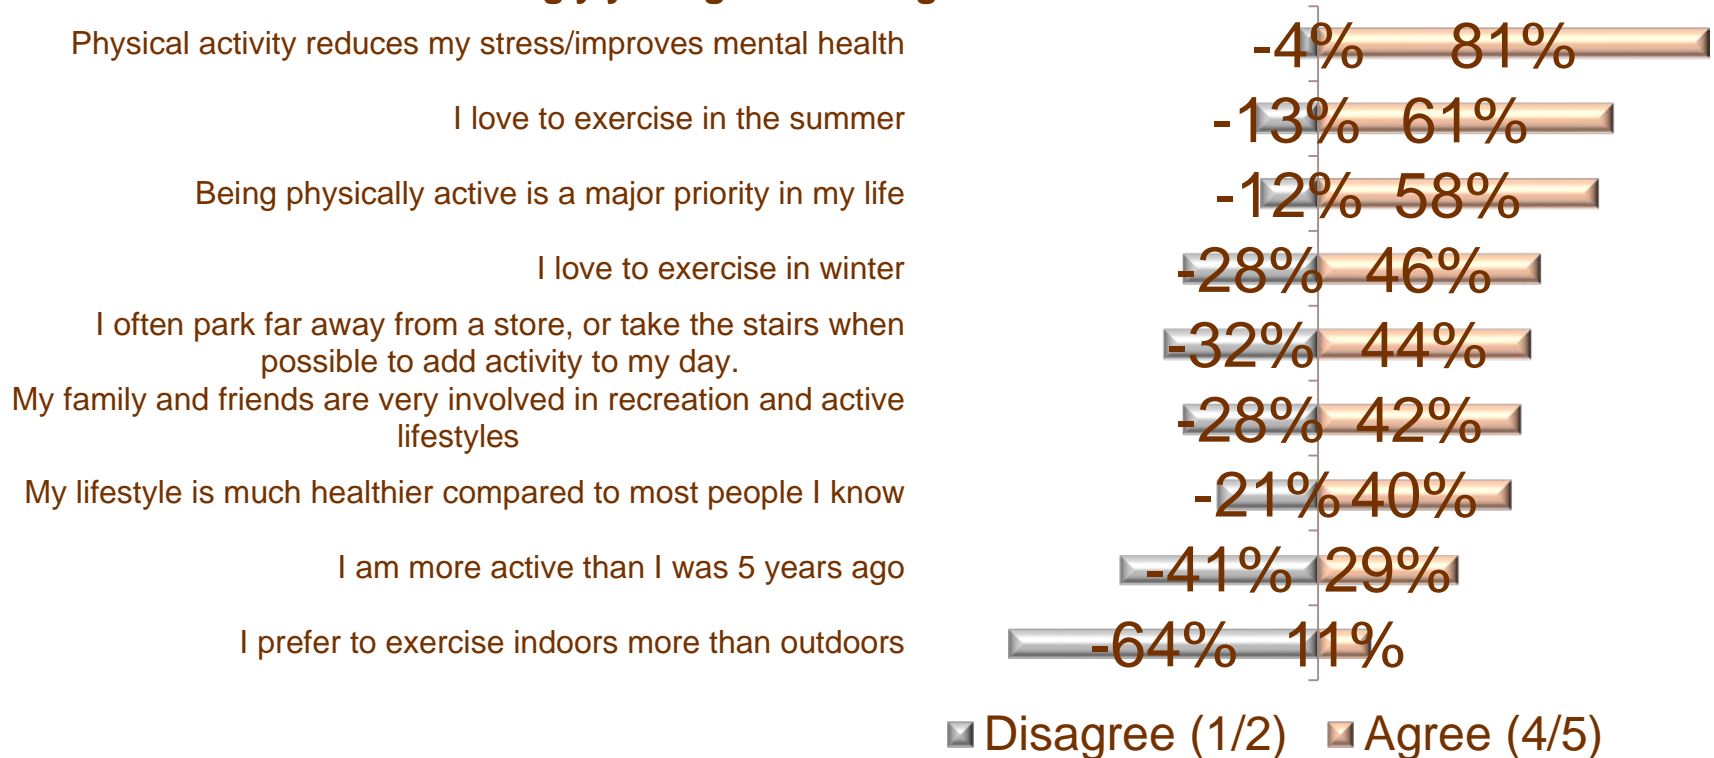 Physical activity reduces my stress/improves mental health -4% 81%
I love to exercise in the summer -13% 61%
Being physically active is a major priority in my life -12% 58%
I love to exercise in winter -28% 46%
I often park far away from a store, or take the stairs when
possible to add activity to my day. -32% 44%
My family and friends are very involved in recreation and active
lifestyles -28% 42%
My lifestyle is much healthier compared to most people I know -21% 40%
I am more active than I was 5 years ago -41% 29%
I prefer to exercise indoors more than outdoors -64% 11%
Disagree (1/2) Agree (4/5)